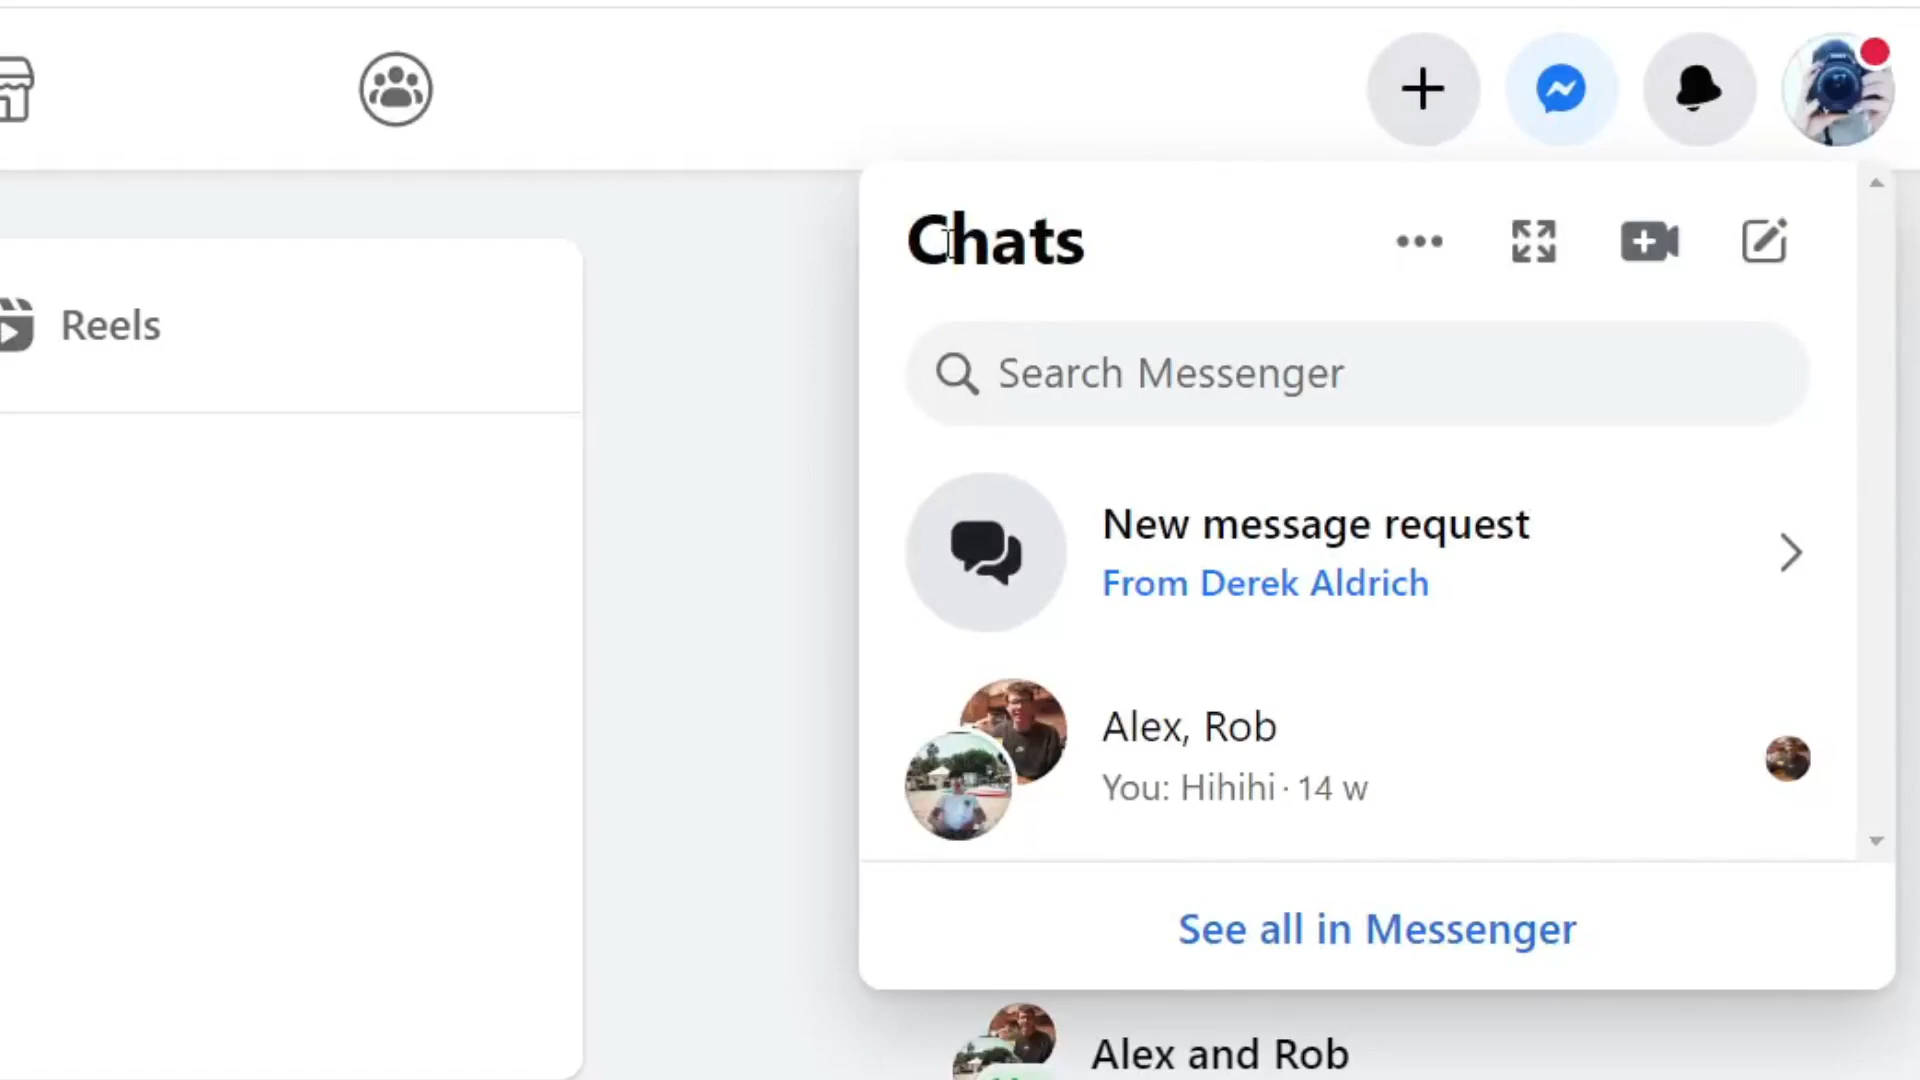 Chats
Reels
Search Messenger
New message request
From Derek Aldrich
Alex, Rob
You: Hihihi · 14 w
See all in Messenger
Alex and Rob